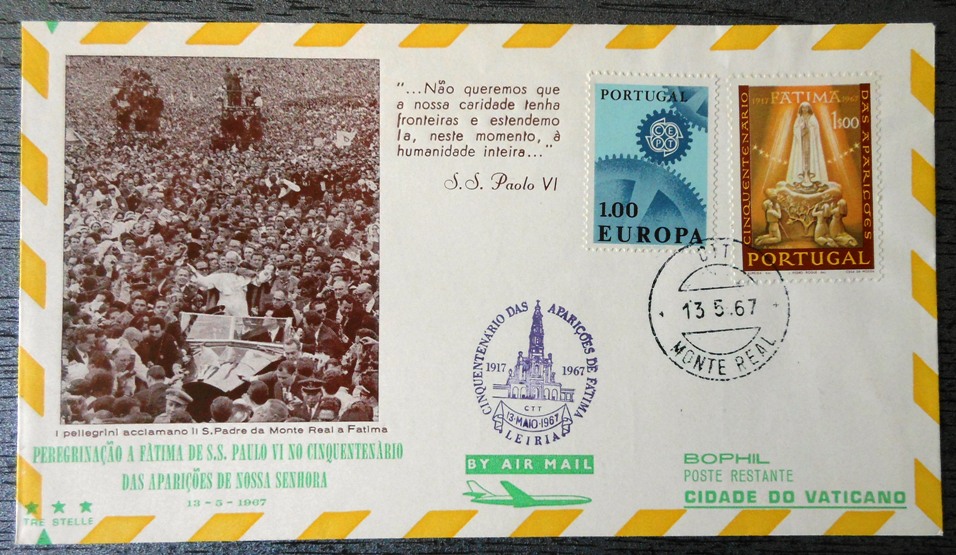 "...Não queremos que
a nossa caridade tenha
fronteiras e estendemo
la, neste momento, à
humanidade inteira..."
S.S. Paolo VI
PORTUGAL
CEPT
1.00
EUROPA
CINQUENTENÁRIO
1917 FÁTIMA 1967
DAS APARIÇÕES
1$00
PORTUGAL
CTT
13.5.67
MONTE REAL
CINQUENTENÁRIO DAS APARIÇÕES DE FATIMA
1917 1967
CTT
13-MAIO-1967
LEIRIA
I pellegrini acclamano il S.Padre da Monte Real a Fatima
PEREGRINAÇÃO A FÁTIMA DE S.S. PAULO VI NO CINQUENTENÁRIO
DAS APARIÇÕES DE NOSSA SENHORA
13-5-1967
TRE STELLE
BY AIR MAIL
BOPHIL
POSTE RESTANTE
CIDADE DO VATICANO